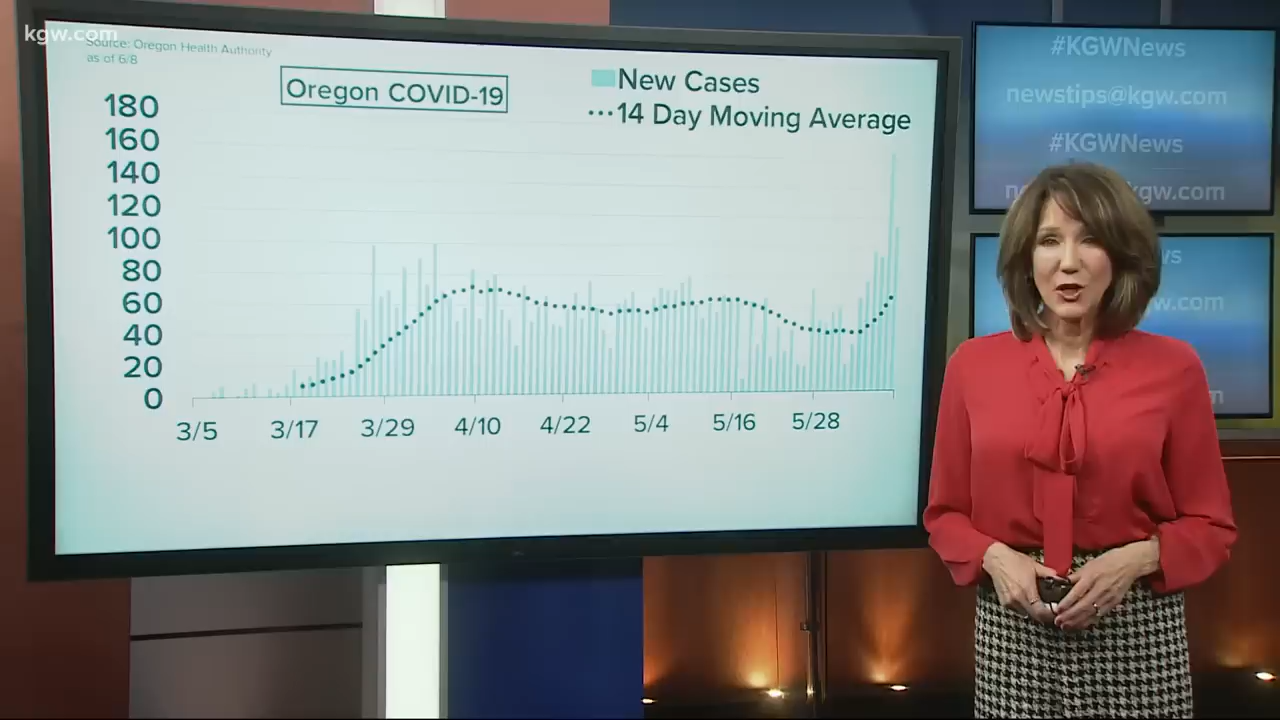 kgw.com
Source: Oregon Health Authority
as of 6/8
Oregon COVID-19
New Cases
14 Day Moving Average
180
160
140
120
100
80
60
40
20
0
3/5
3/17
3/29
4/10
4/22
5/4
5/16
5/28
#KGWNews
newstips@kgw.com
#KGWNews
kgw.com